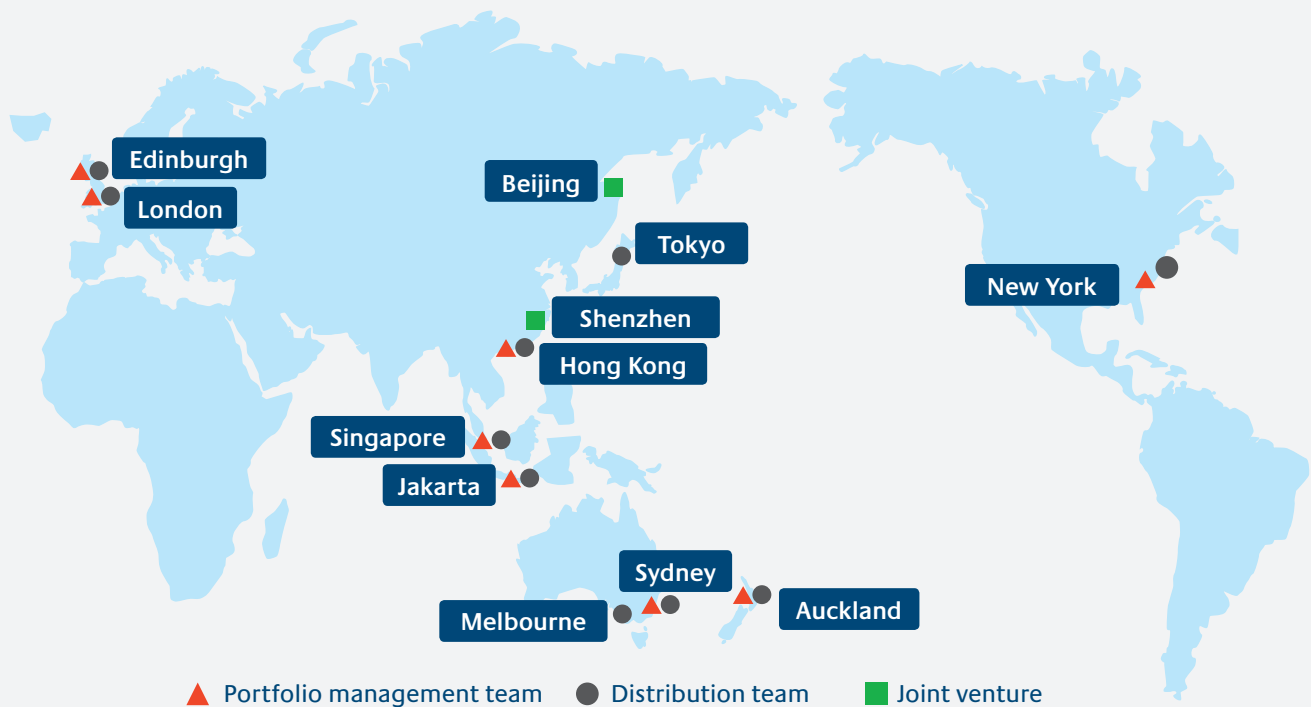 Edinburgh
London
Beijing
Tokyo
New York
Shenzhen
Hong Kong
Singapore
Jakarta
Sydney
Melbourne
Auckland
Portfolio management team
Distribution team
Joint venture